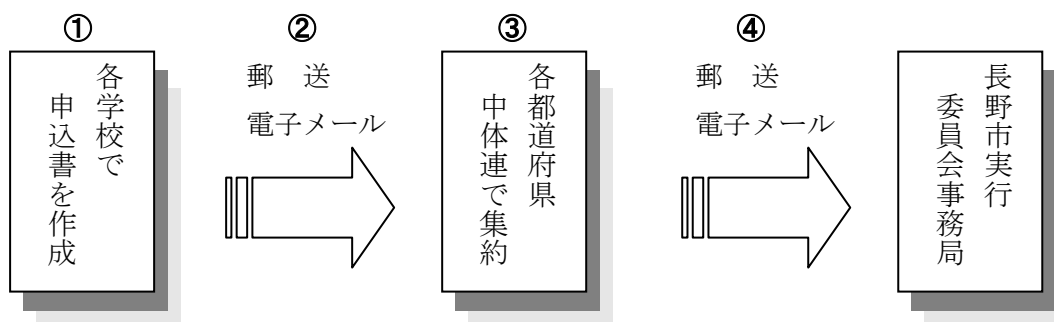 ①
各学校で
申込書を作成
②
郵　送
電子メール
③
各都道府県
中体連で集約
④
郵　送
電子メール
長野市実行
委員会事務局